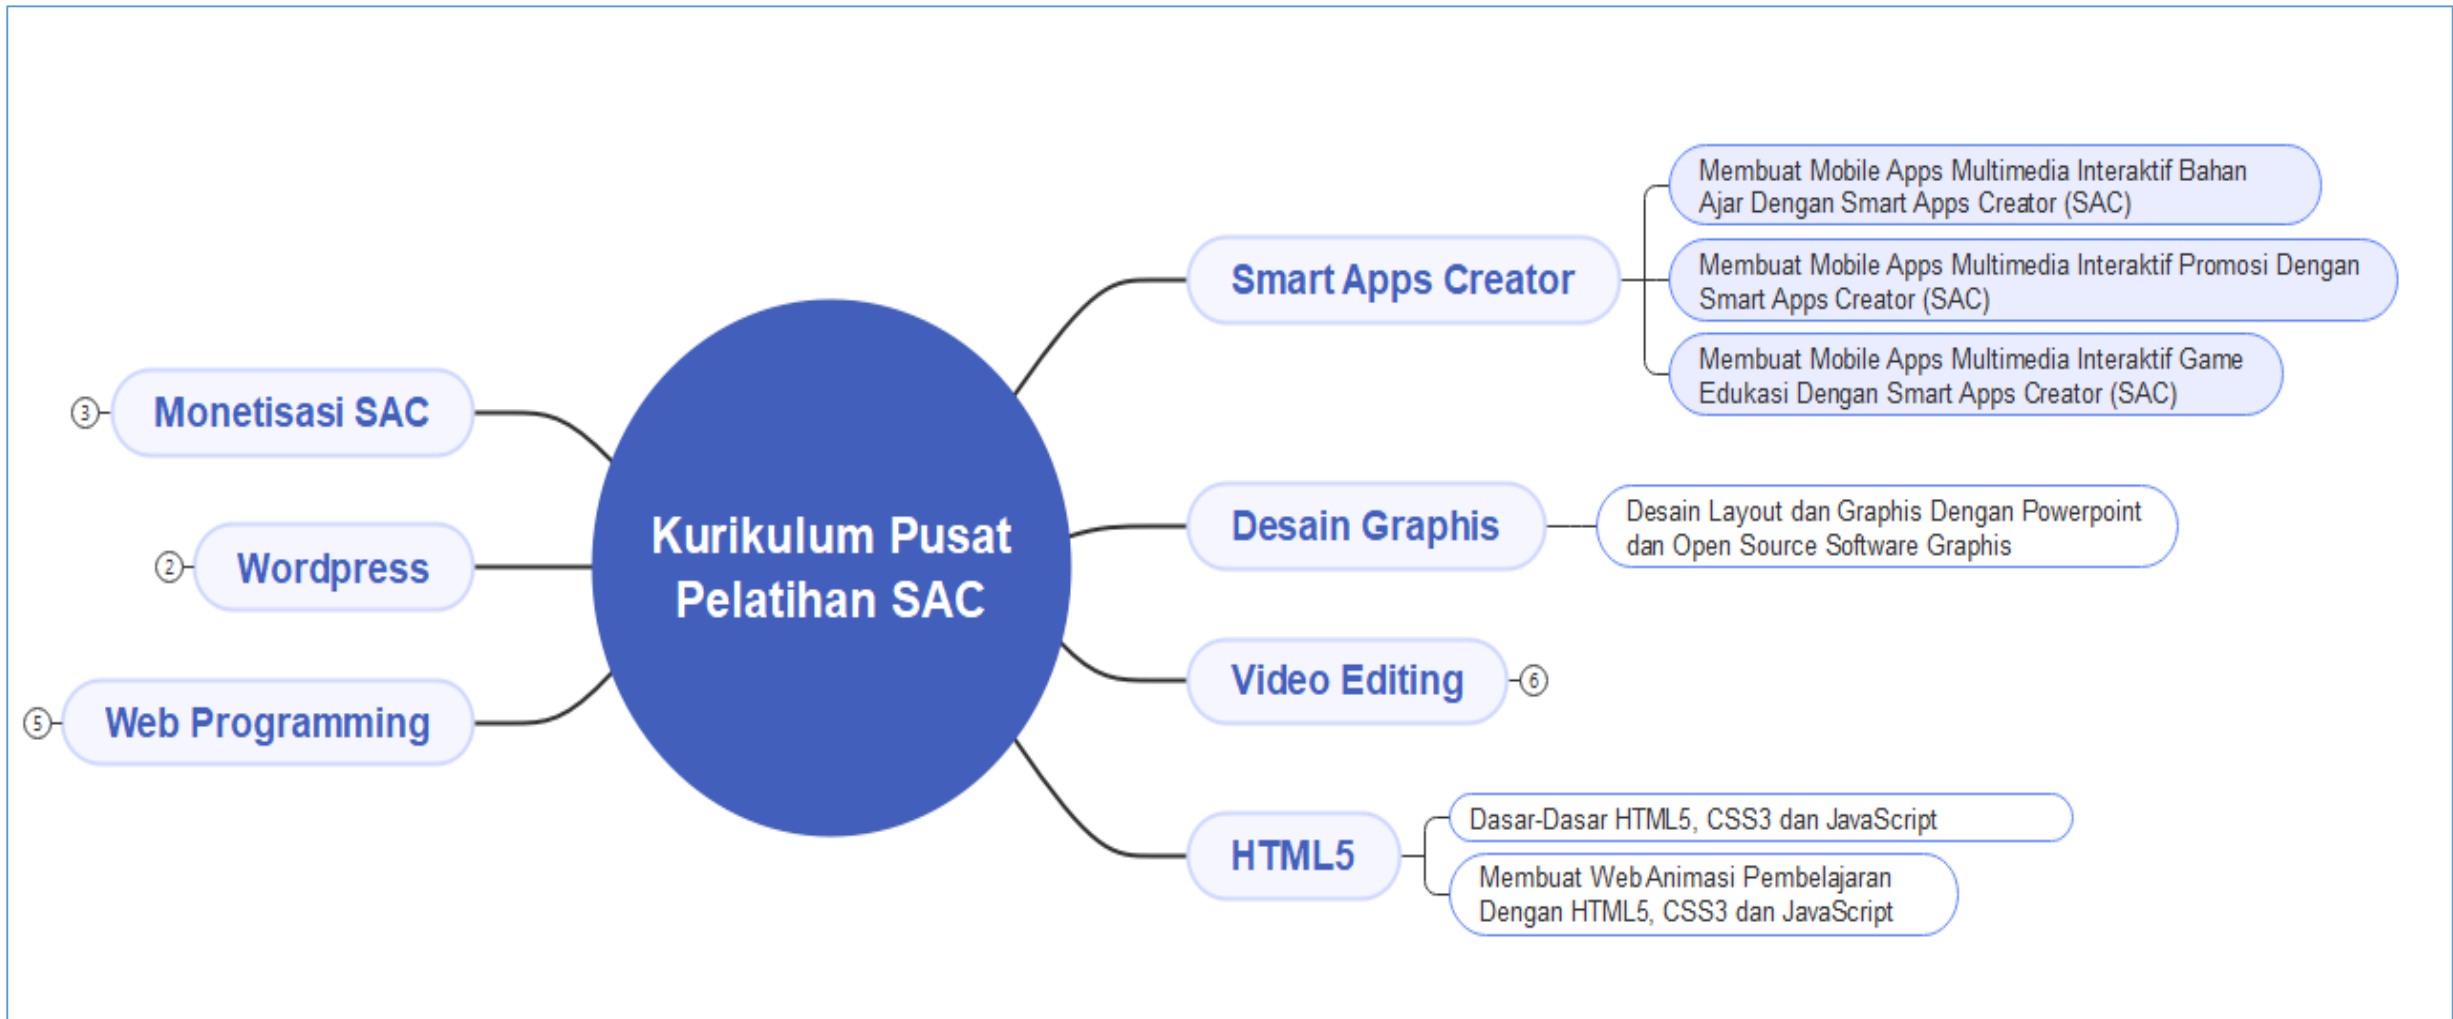 Kurikulum Pusat
Pelatihan SAC
Smart Apps Creator
Membuat Mobile Apps Multimedia Interaktif Bahan
Ajar Dengan Smart Apps Creator (SAC)
Membuat Mobile Apps Multimedia Interaktif Promosi Dengan
Smart Apps Creator (SAC)
Membuat Mobile Apps Multimedia Interaktif Game
Edukasi Dengan Smart Apps Creator (SAC)
Desain Graphis
Desain Layout dan Graphis Dengan Powerpoint
dan Open Source Software Graphis
Video Editing
6
HTML5
Dasar-Dasar HTML5, CSS3 dan JavaScript
Membuat Web Animasi Pembelajaran
Dengan HTML5, CSS3 dan JavaScript
3
Monetisasi SAC
2
Wordpress
5
Web Programming